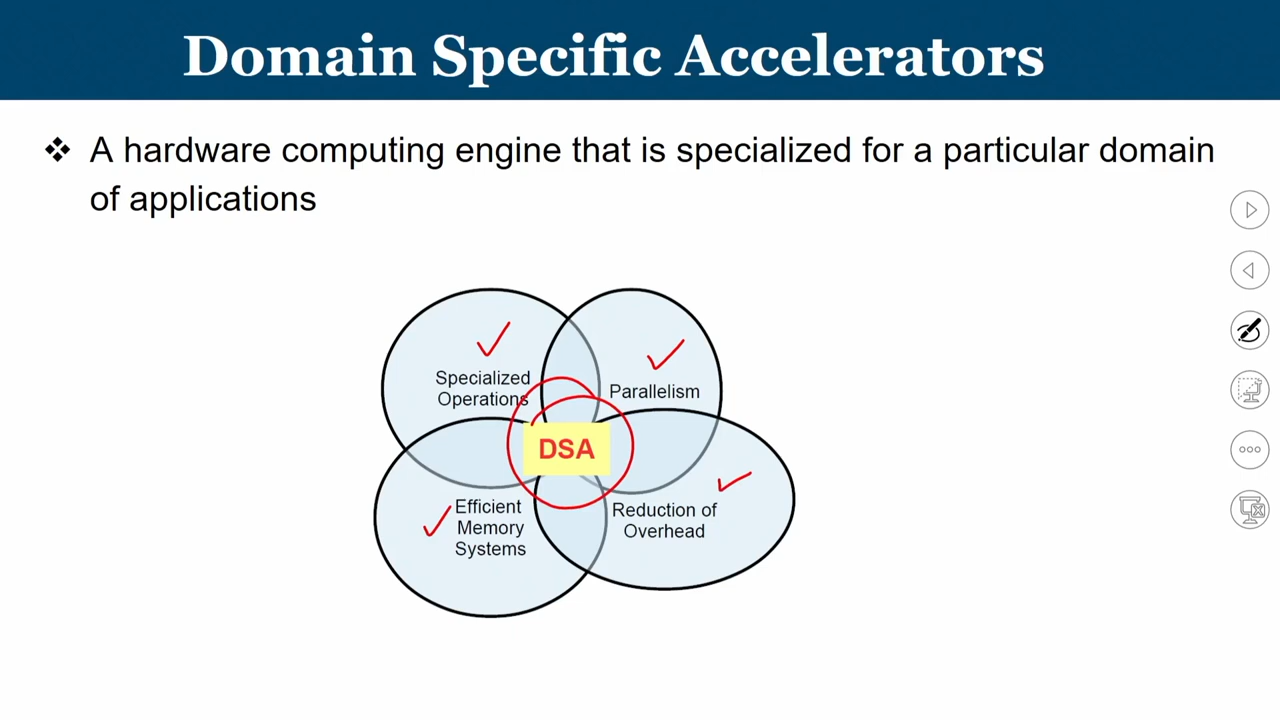 Domain Specific Accelerators
❖ A hardware computing engine that is specialized for a particular domain
of applications
Specialized
Operations
Parallelism
DSA
Efficient
Memory
Systems
Reduction of
Overhead